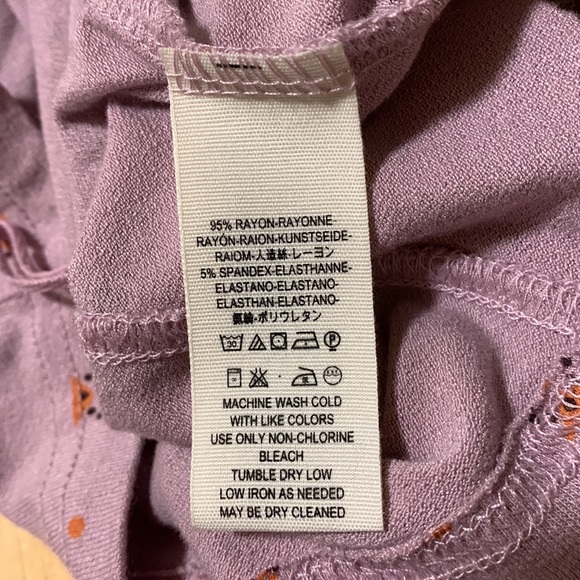 95% RAYON-RAYONNE-
RAYÓN-RAION-KUNSTSEIDE-
RAIOM-人造絲-レーヨン
5% SPANDEX-ELASTHANNE-
ELASTANO-ELASTANO-
ELASTHAN-ELASTANO-
氨綸-ポリウレタン
30
P
MACHINE WASH COLD
WITH LIKE COLORS
USE ONLY NON-CHLORINE
BLEACH
TUMBLE DRY LOW
LOW IRON AS NEEDED
MAY BE DRY CLEANED